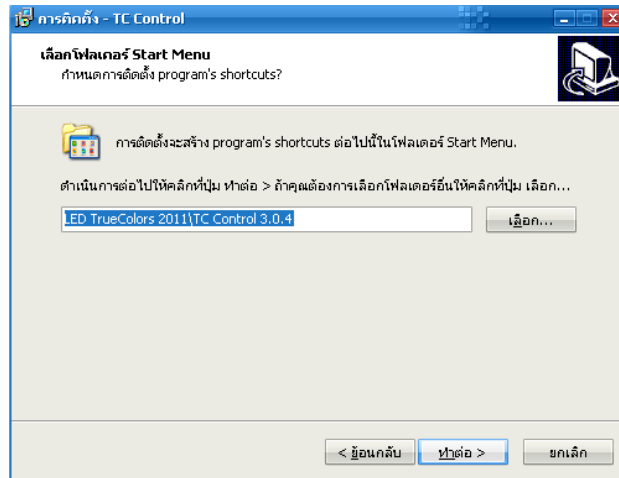 การติดตั้ง - TC Control
เลือกโฟลเดอร์ Start Menu
กำหนดการติดตั้ง program's shortcuts?
การติดตั้งจะสร้าง program's shortcuts ต่อไปนี้ในโฟลเดอร์ Start Menu.
ดำเนินการต่อไปให้คลิกที่ปุ่ม ทำต่อ > ถ้าคุณต้องการเลือกโฟลเดอร์อื่นให้คลิกที่ปุ่ม เลือก...
LED TrueColors 2011\TC Control 3.0.4
เลือก...
< ย้อนกลับ
ทำต่อ >
ยกเลิก